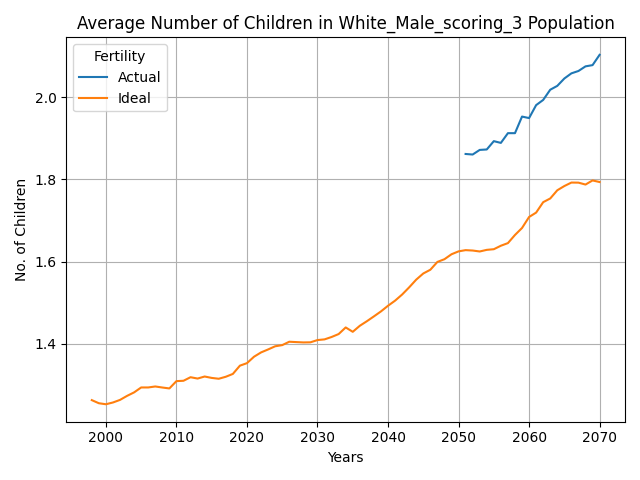 Average Number of Children in White_Male_scoring_3 Population
Fertility
Actual
Ideal
No. of Children
2.0
1.8
1.6
1.4
2000 2010 2020 2030 2040 2050 2060 2070
Years